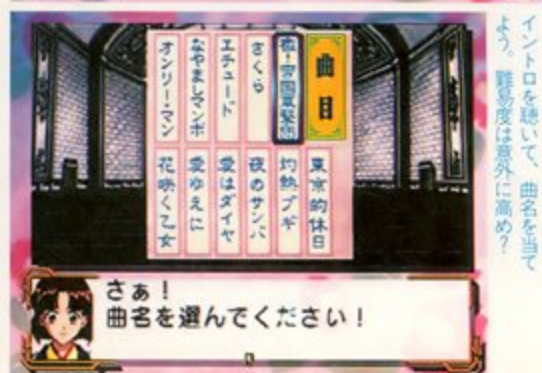 イントロを聴いて、曲名を当て
よう。難易度は意外に高め?
曲目
檄!帝国華撃団
さくら
エチュード
なやましマンボ
オンリー・マン
東京的休日
灼熱ブギ
夜のサンバ
愛はダイヤ
愛ゆえに
花咲く乙女
さぁ!
曲名を選んでください!